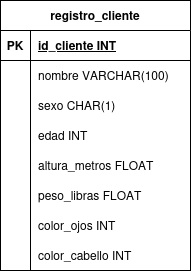 registro_cliente
PK id_cliente INT
nombre VARCHAR(100)
sexo CHAR(1)
edad INT
altura_metros FLOAT
peso_libras FLOAT
color_ojos INT
color_cabello INT